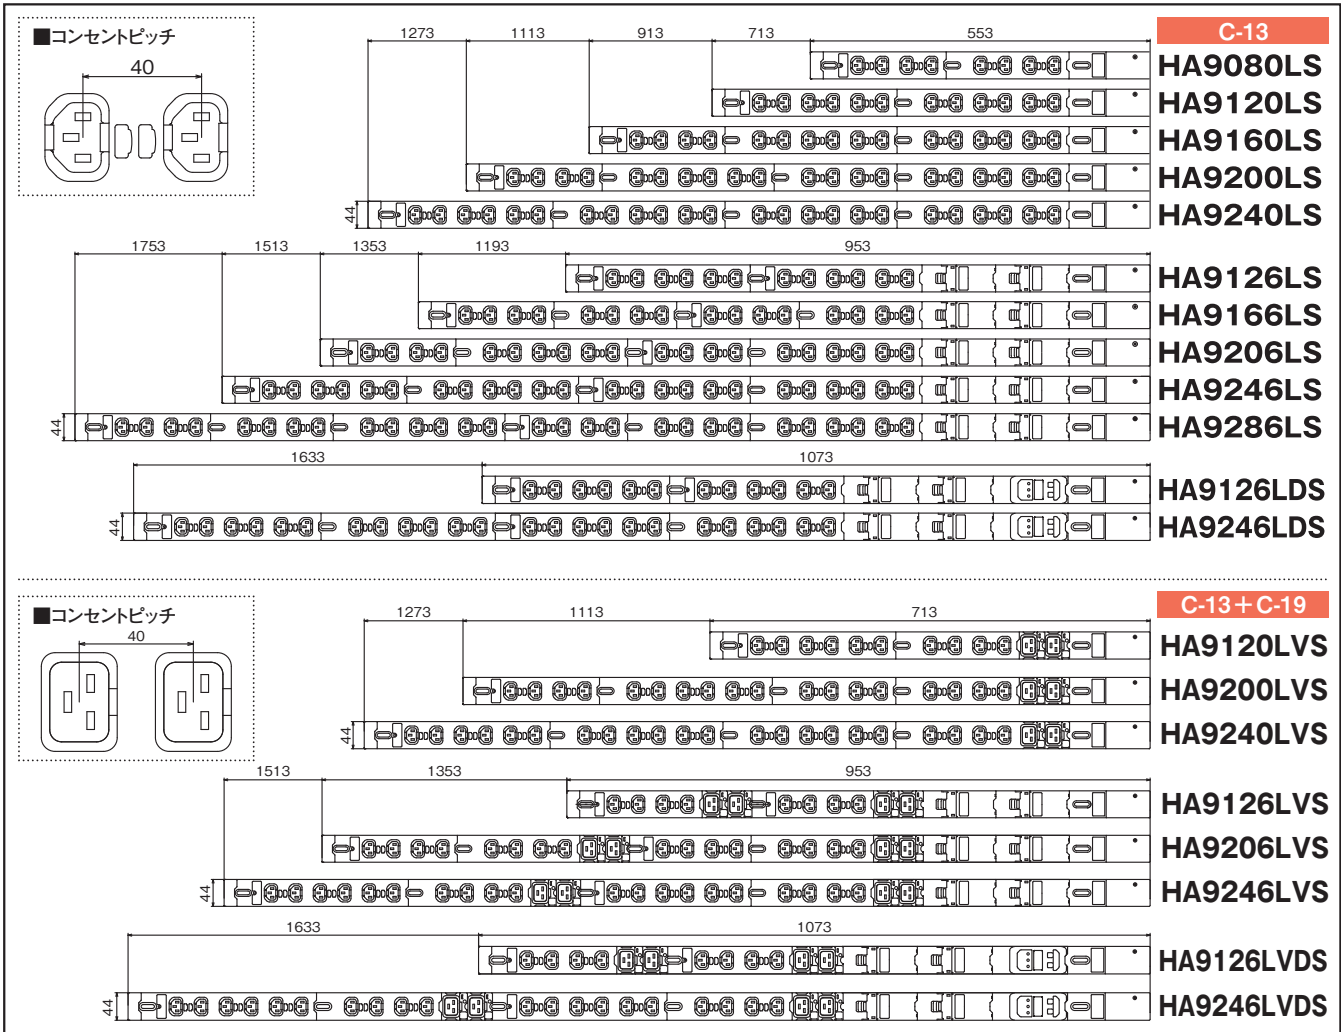 ■コンセントピッチ
40
C-13
1273 1113 913 713 553
HA9080LS
HA9120LS
HA9160LS
HA9200LS
44
HA9240LS
1753 1513 1353 1193 953
HA9126LS
HA9166LS
HA9206LS
HA9246LS
44
HA9286LS
1633 1073
HA9126LDS
44
HA9246LDS
■コンセントピッチ
40
C-13＋C-19
1273 1113 713
HA9120LVS
HA9200LVS
44
HA9240LVS
1513 1353 953
HA9126LVS
HA9206LVS
44
HA9246LVS
1633 1073
HA9126LVDS
44
HA9246LVDS